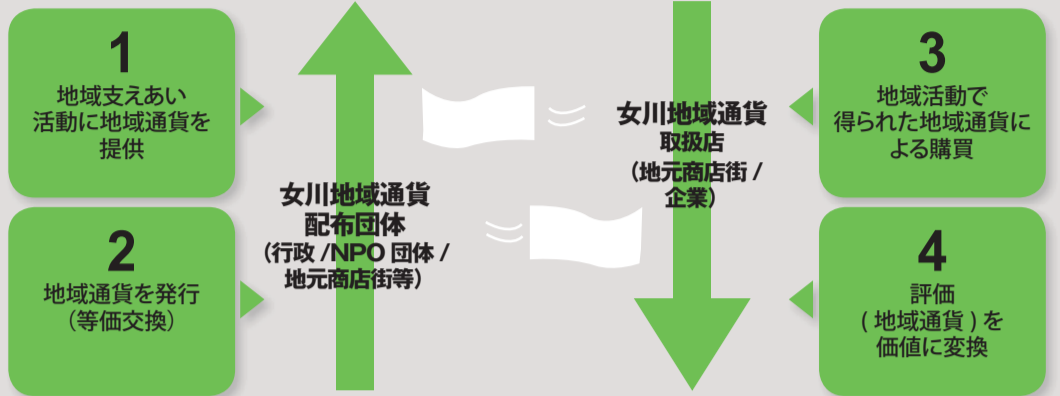 1
地域支えあい
活動に地域通貨を
提供
2
地域通貨を発行
（等価交換）
女川地域通貨
配布団体
（行政 /NPO 団体 /
地元商店街等）
女川地域通貨
取扱店
（地元商店街 /
企業）
3
地域活動で
得られた地域通貨に
よる購買
4
評価
( 地域通貨 ) を
価値に変換